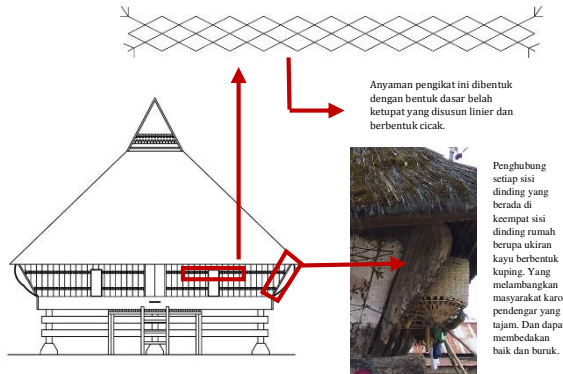 Anyaman pengikat ini dibentuk
dengan bentuk dasar belah
ketupat yang disusun linier dan
berbentuk cicak.
Penghubung
setiap sisi
dinding yang
berada di
keempat sisi
dinding rumah
berupa ukiran
kayu berbentuk
kuping. Yang
melambangkan
masyarakat karo
pendengar yang
tajam. Dan dapa
membedakan
baik dan buruk.